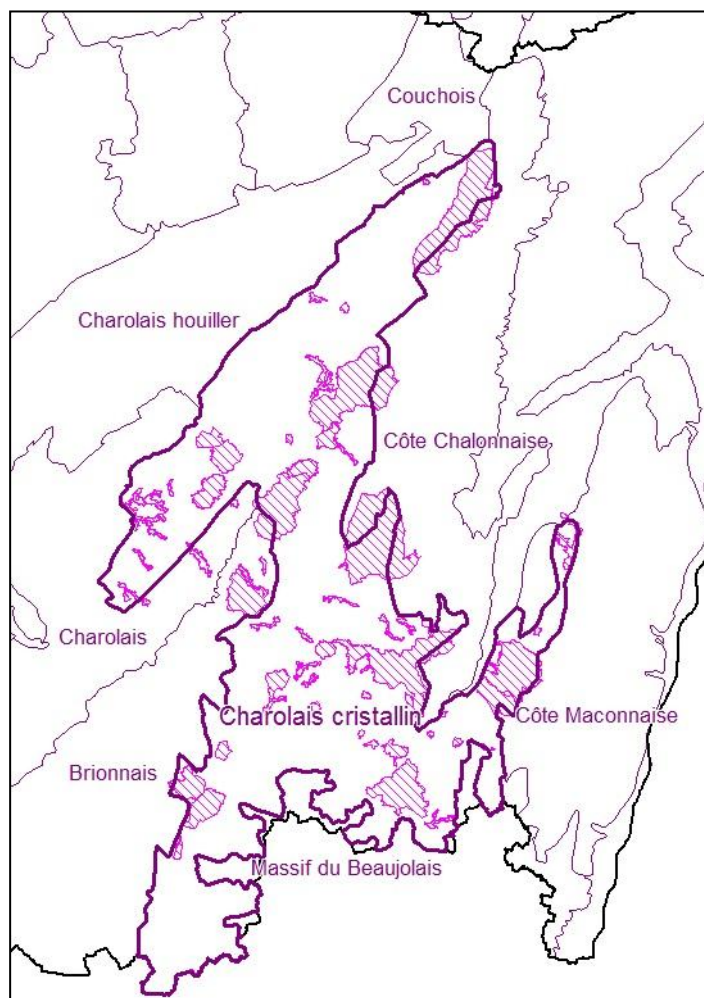 Couchois
Charolais houiller
Côte Chalonnaise
Charolais
Charolais cristallin
Côte Maconnaise
Brionnais
Massif du Beaujolais